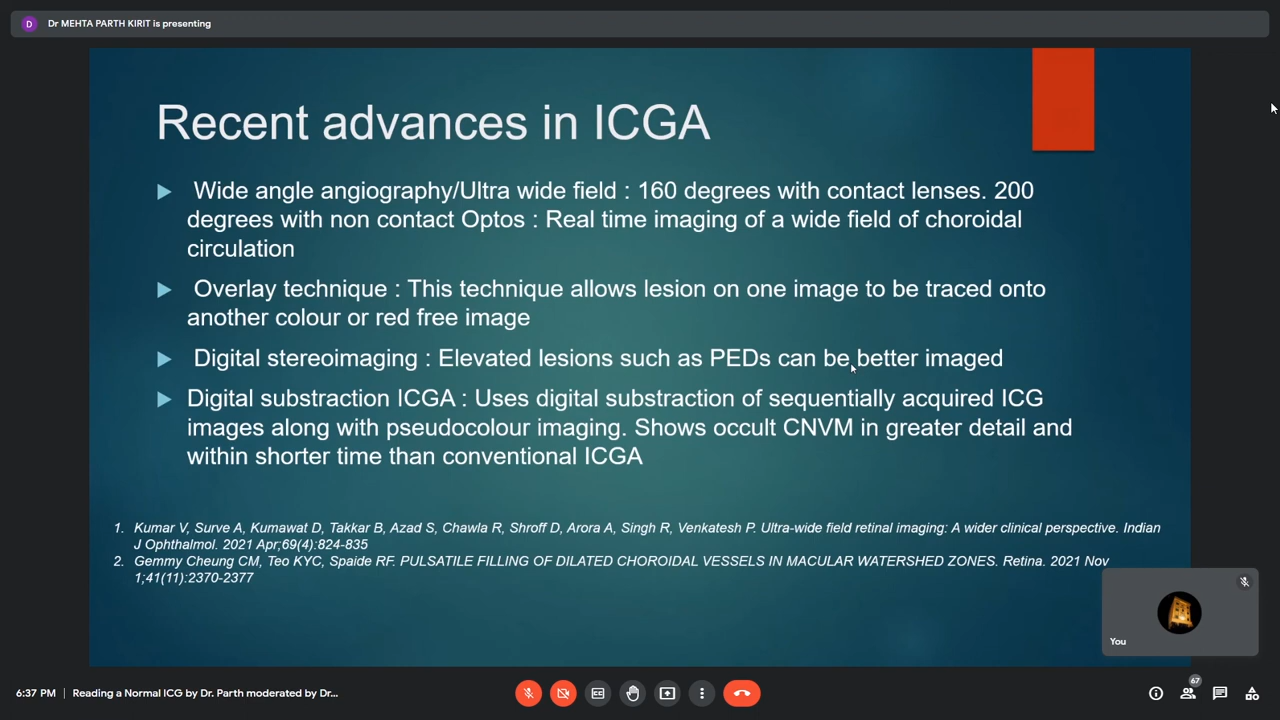 D Dr MEHTA PARTH KIRIT is presenting
Recent advances in ICGA
Wide angle angiography/Ultra wide field : 160 degrees with contact lenses. 200
degrees with non contact Optos : Real time imaging of a wide field of choroidal
circulation
Overlay technique : This technique allows lesion on one image to be traced onto
another colour or red free image
Digital stereoimaging : Elevated lesions such as PEDs can be better imaged
Digital substraction ICGA : Uses digital substraction of sequentially acquired ICG
images along with pseudocolour imaging. Shows occult CNVM in greater detail and
within shorter time than conventional ICGA
1. Kumar V, Surve A, Kumawat D, Takkar B, Azad S, Chawla R, Shroff D, Arora A, Singh R, Venkatesh P. Ultra-wide field retinal imaging: A wider clinical perspective. Indian
J Ophthalmol. 2021 Apr;69(4):824-835
2. Gemmy Cheung CM, Teo KYC, Spaide RF. PULSATILE FILLING OF DILATED CHOROIDAL VESSELS IN MACULAR WATERSHED ZONES. Retina. 2021 Nov
1;41(11):2370-2377
You
6:37 PM | Reading a Normal ICG by Dr. Parth moderated by Dr...
67